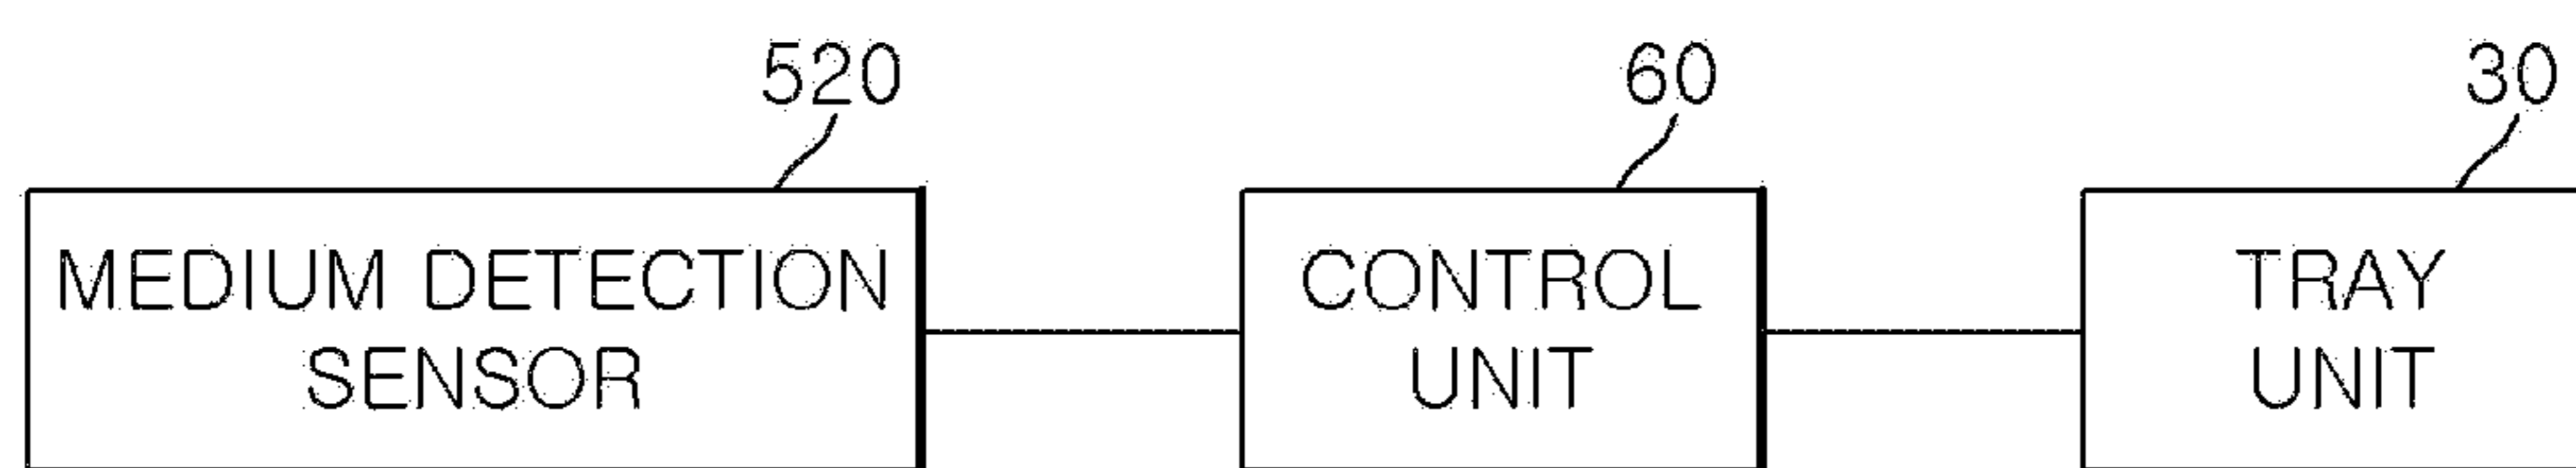 520
60
30
MEDIUM DETECTION
SENSOR
CONTROL
UNIT
TRAY
UNIT